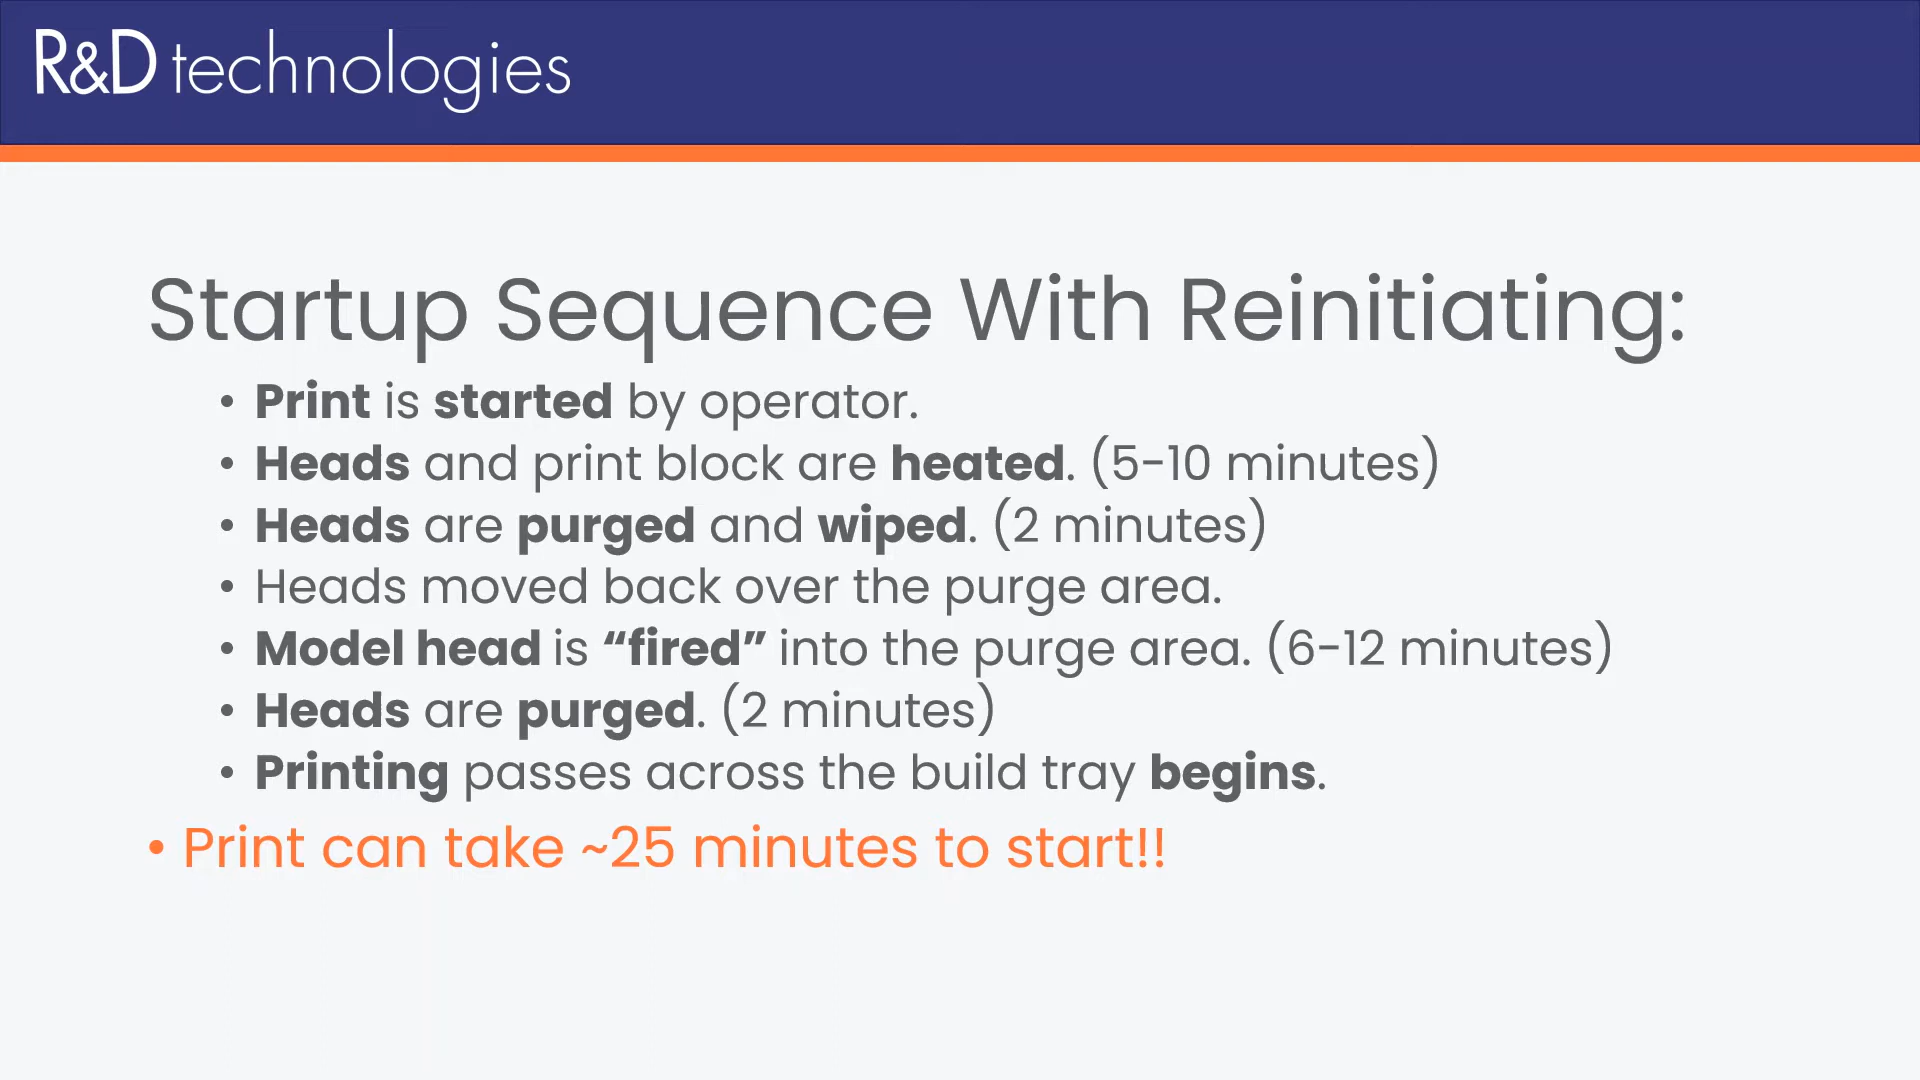 R&D technologies
Startup Sequence With Reinitiating:
• Print is started by operator.
• Heads and print block are heated. (5-10 minutes)
• Heads are purged and wiped. (2 minutes)
• Heads moved back over the purge area.
• Model head is “fired” into the purge area. (6-12 minutes)
• Heads are purged. (2 minutes)
• Printing passes across the build tray begins.
• Print can take ~25 minutes to start!!